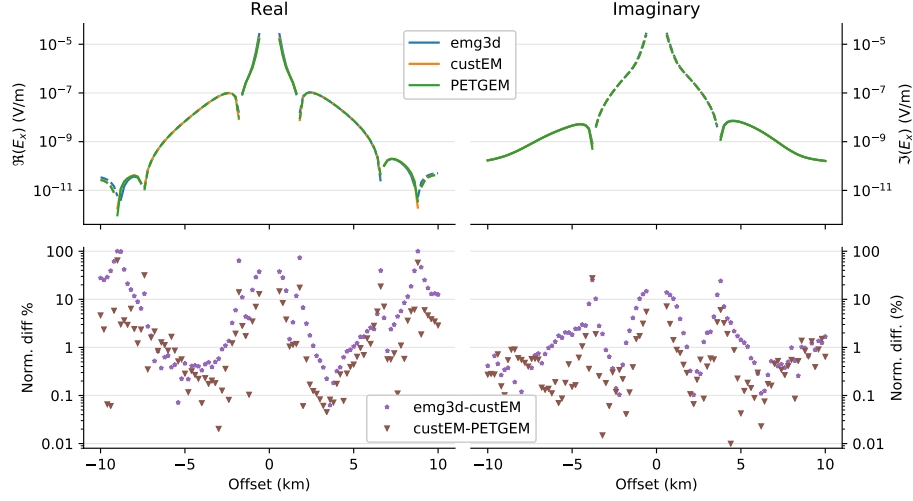 Real
Imaginary
10⁻⁵
10⁻⁷
10⁻⁹
10⁻¹¹
ℜ(Eₓ) (V/m)
emg3d
custEM
PETGEM
10⁻⁵
10⁻⁷
10⁻⁹
10⁻¹¹
ℑ(Eₓ) (V/m)
100
10
1
0.1
0.01
Norm. diff %
emg3d-custEM
custEM-PETGEM
100
10
1
0.1
0.01
Norm. diff. (%)
−10 −5 0 5 10
Offset (km)
−10 −5 0 5 10
Offset (km)